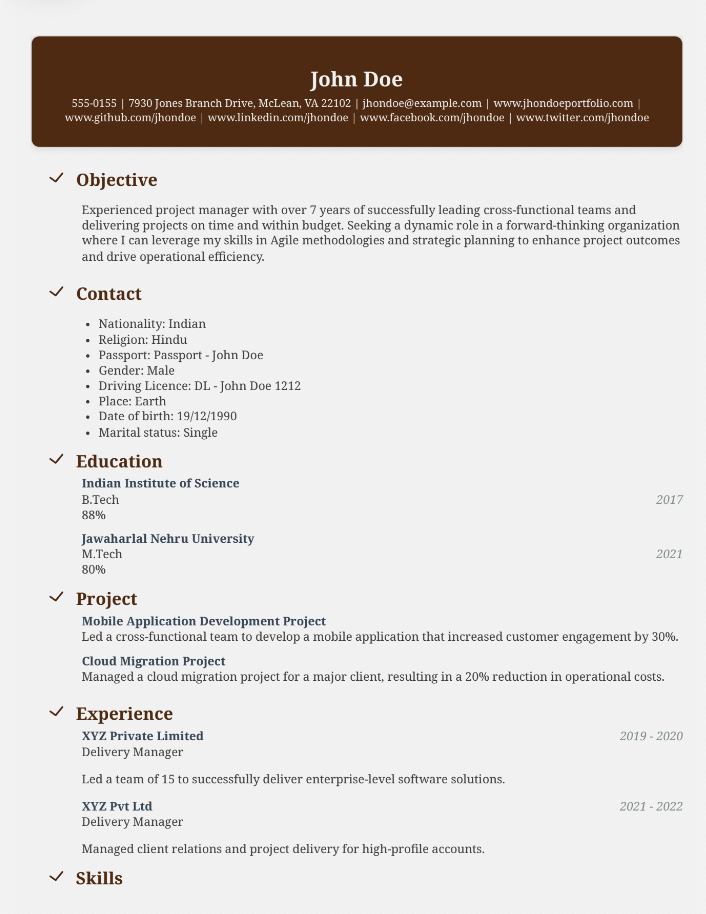 John Doe
555-0155 | 7930 Jones Branch Drive, McLean, VA 22102 | jhondoe@example.com | www.jhondoeportfolio.com |
www.github.com/jhondoe | www.linkedin.com/jhondoe | www.facebook.com/jhondoe | www.twitter.com/jhondoe
Objective
Experienced project manager with over 7 years of successfully leading cross-functional teams and
delivering projects on time and within budget. Seeking a dynamic role in a forward-thinking organization
where I can leverage my skills in Agile methodologies and strategic planning to enhance project outcomes
and drive operational efficiency.
Contact
• Nationality: Indian
• Religion: Hindu
• Passport: Passport - John Doe
• Gender: Male
• Driving Licence: DL - John Doe 1212
• Place: Earth
• Date of birth: 19/12/1990
• Marital status: Single
Education
Indian Institute of Science
B.Tech 2017
88%
Jawaharlal Nehru University
M.Tech 2021
80%
Project
Mobile Application Development Project
Led a cross-functional team to develop a mobile application that increased customer engagement by 30%.
Cloud Migration Project
Managed a cloud migration project for a major client, resulting in a 20% reduction in operational costs.
Experience
XYZ Private Limited 2019 - 2020
Delivery Manager
Led a team of 15 to successfully deliver enterprise-level software solutions.
XYZ Pvt Ltd 2021 - 2022
Delivery Manager
Managed client relations and project delivery for high-profile accounts.
Skills